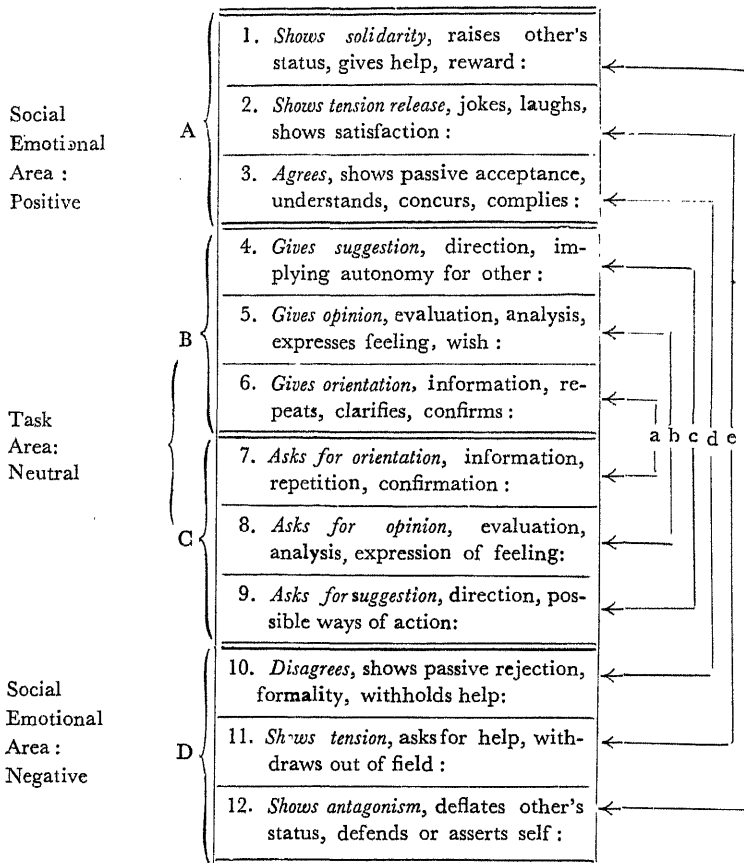 1. Shows solidarity, raises other's
status, gives help, reward :
2. Shows tension release, jokes, laughs,
shows satisfaction :
3. Agrees, shows passive acceptance,
understands, concurs, complies :
Social
Emotional
Area :
Positive
A
4. Gives suggestion, direction, im-
plying autonomy for other :
5. Gives opinion, evaluation, analysis,
expresses feeling, wish :
6. Gives orientation, information, re-
peats, clarifies, confirms :
B
Task
Area:
Neutral
7. Asks for orientation, information,
repetition, confirmation :
8. Asks for opinion, evaluation,
analysis, expression of feeling:
9. Asks for suggestion, direction, pos-
sible ways of action:
C
a b c d e
10. Disagrees, shows passive rejection,
formality, withholds help:
11. Shows tension, asks for help, with-
draws out of field :
12. Shows antagonism, deflates other's
status, defends or asserts self :
Social
Emotional
Area :
Negative
D